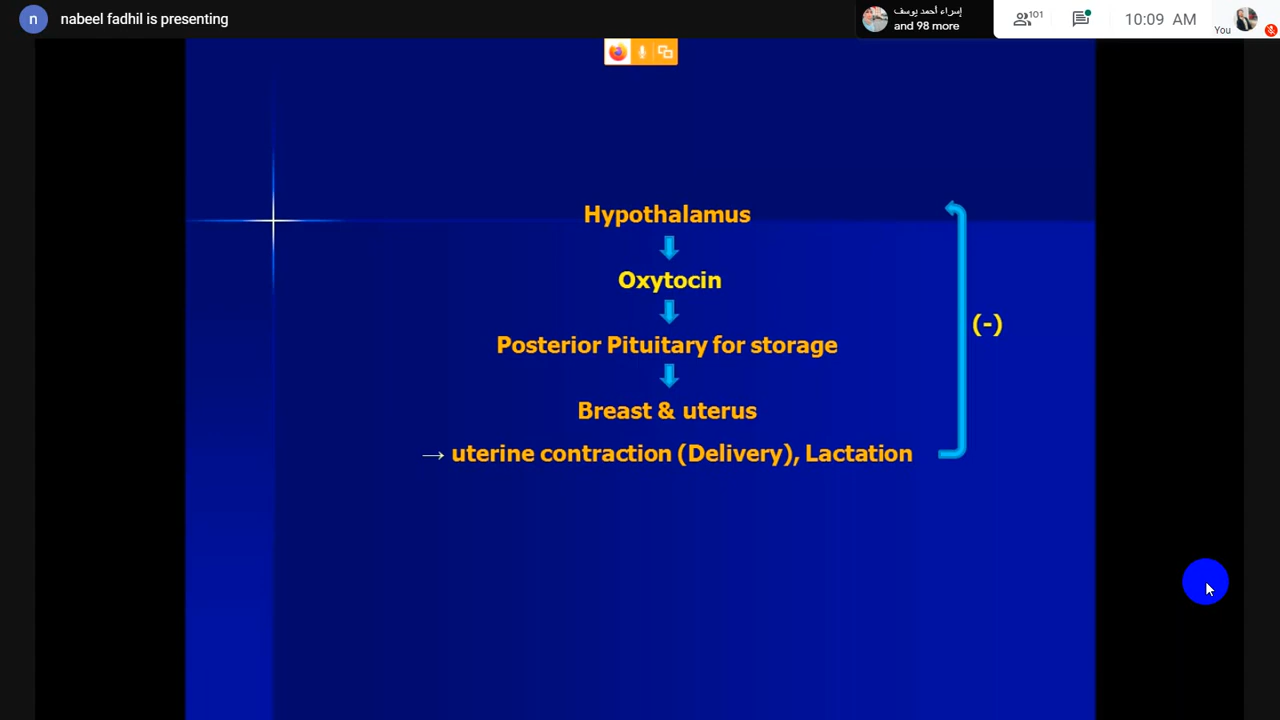 n
nabeel fadhil is presenting
إسراء أحمد يوسف
and 98 more
101
10:09 AM
You
Hypothalamus
Oxytocin
(-)
Posterior Pituitary for storage
Breast & uterus
→ uterine contraction (Delivery), Lactation